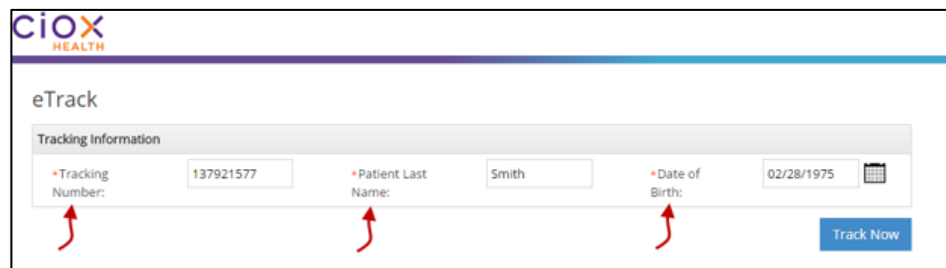 ciox
HEALTH
eTrack
Tracking Information
*Tracking Number: 137921577 *Patient Last Name: Smith *Date of Birth: 02/28/1975
Track Now